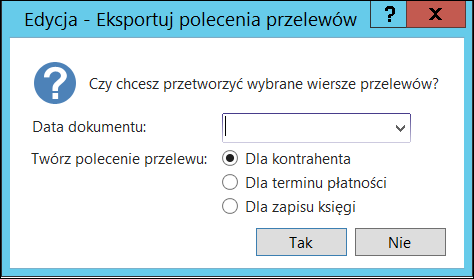 Edycja - Eksportuj polecenia przelewów ? X
? Czy chcesz przetworzyć wybrane wiersze przelewów?
Data dokumentu:
Twórz polecenie przelewu: Dla kontrahenta
Dla terminu płatności
Dla zapisu księgi
Tak Nie